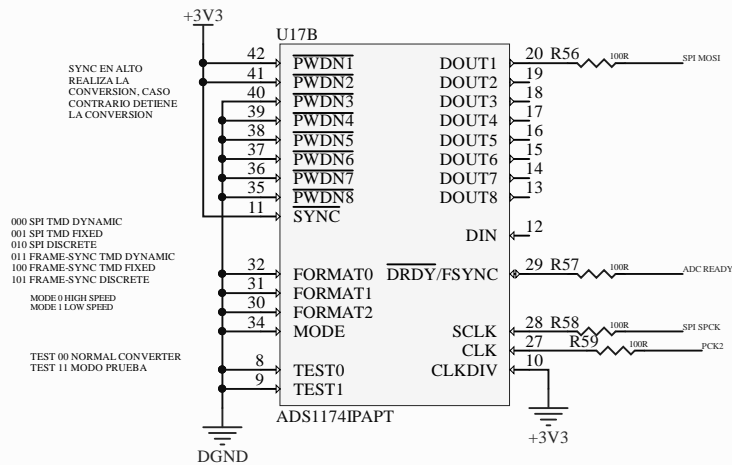 +3V3
U17B
SYNC EN ALTO
REALIZA LA
CONVERSION, CASO
CONTRARIO DETIENE
LA CONVERSION
42 PWDN1
41 PWDN2
40 PWDN3
39 PWDN4
38 PWDN5
37 PWDN6
36 PWDN7
35 PWDN8
11 SYNC
DOUT1 20 R56 100R SPI MOSI
DOUT2 19
DOUT3 18
DOUT4 17
DOUT5 16
DOUT6 15
DOUT7 14
DOUT8 13
DIN 12
000 SPI TMD DYNAMIC
001 SPI TMD FIXED
010 SPI DISCRETE
011 FRAME-SYNC TMD DYNAMIC
100 FRAME-SYNC TMD FIXED
101 FRAME-SYNC DISCRETE
MODE 0 HIGH SPEED
MODE 1 LOW SPEED
32 FORMAT0
31 FORMAT1
30 FORMAT2
34 MODE
DRDY/FSYNC 29 R57 100R ADC READY
SCLK 28 R58 100R SPI SPCK
CLK 27 R59 100R PCK2
CLKDIV 10
TEST 00 NORMAL CONVERTER
TEST 11 MODO PRUEBA
8 TEST0
9 TEST1
ADS1174IPAPT
+3V3
DGND